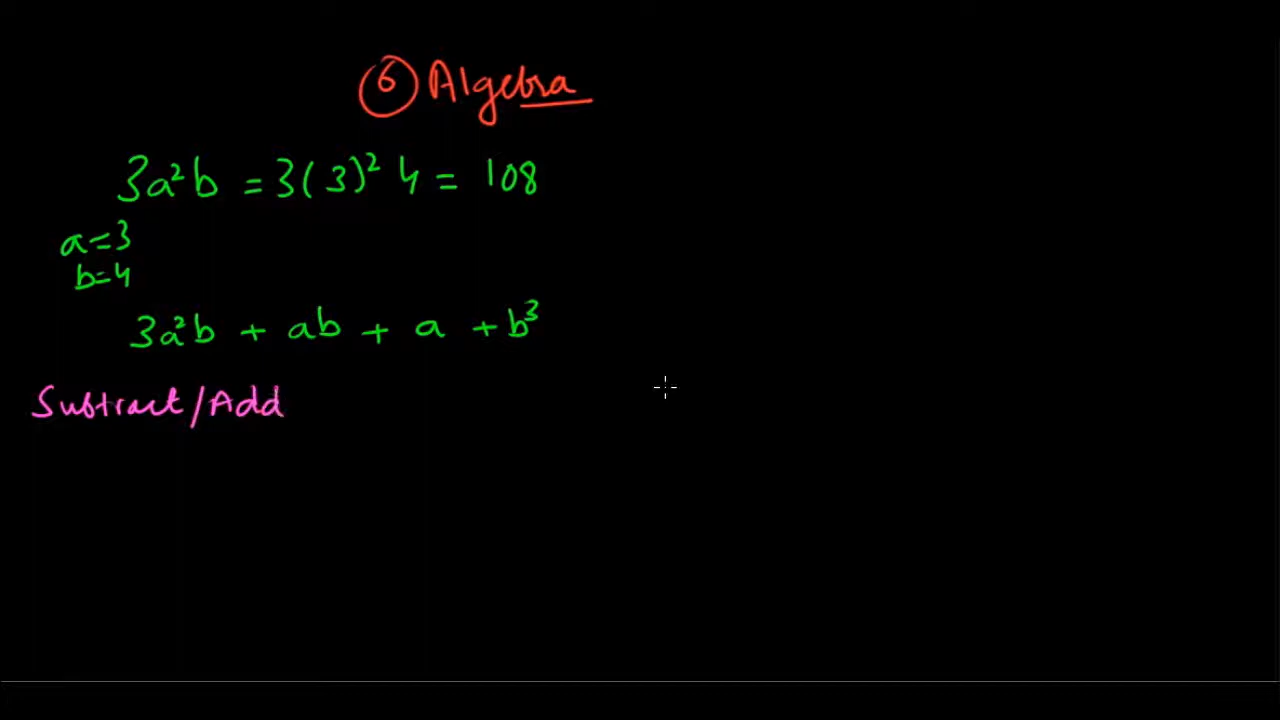 ⑥ Algebra
3a²b = 3(3)² 4 = 108
a=3
b=4
3a²b + ab + a + b³
Subtract/Add